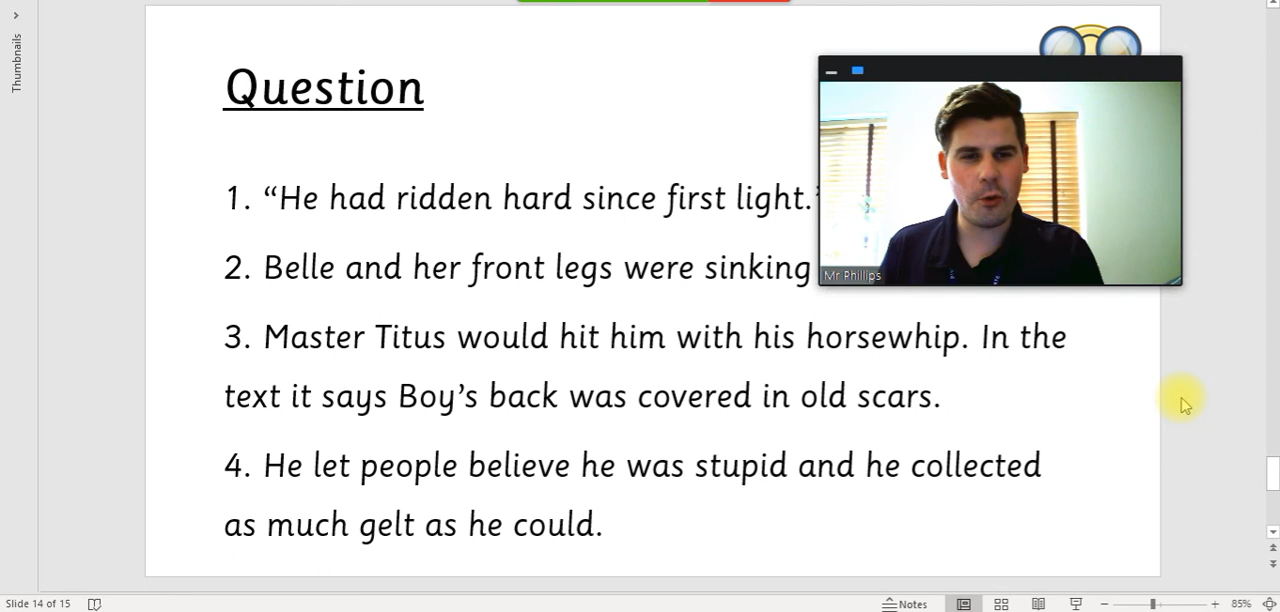 Thumbnails
Question
1. “He had ridden hard since first light.”
2. Belle and her front legs were sinking
Mr Phillips
3. Master Titus would hit him with his horsewhip. In the
text it says Boy’s back was covered in old scars.
4. He let people believe he was stupid and he collected
as much gelt as he could.
Slide 14 of 15
Notes
85%